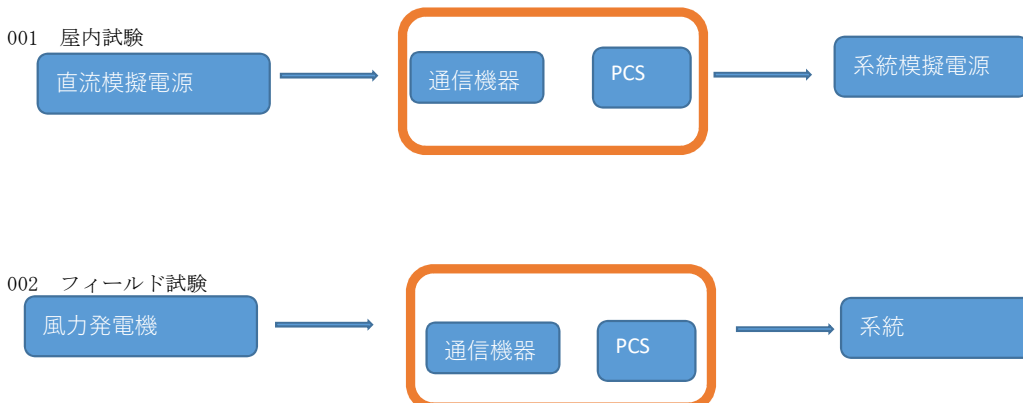 001　屋内試験
直流模擬電源
通信機器
PCS
系統模擬電源
002　フィールド試験
風力発電機
通信機器
PCS
系統